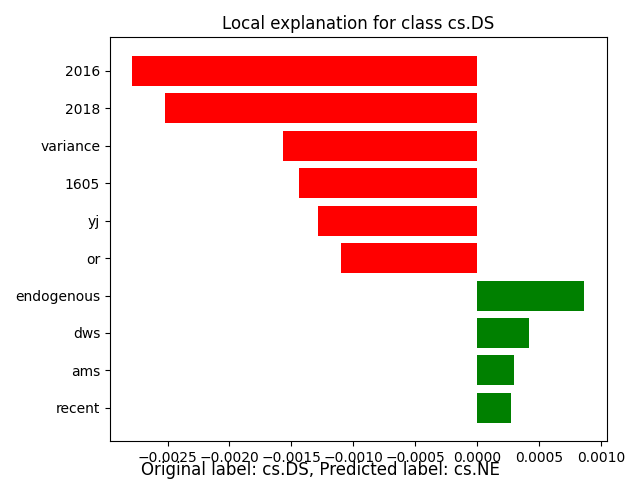 Local explanation for class cs.DS
2016
2018
variance
1605
yj
or
endogenous
dws
ams
recent
−0.0025 −0.0020 −0.0015 −0.0010 −0.0005 0.0000 0.0005 0.0010
Original label: cs.DS, Predicted label: cs.NE